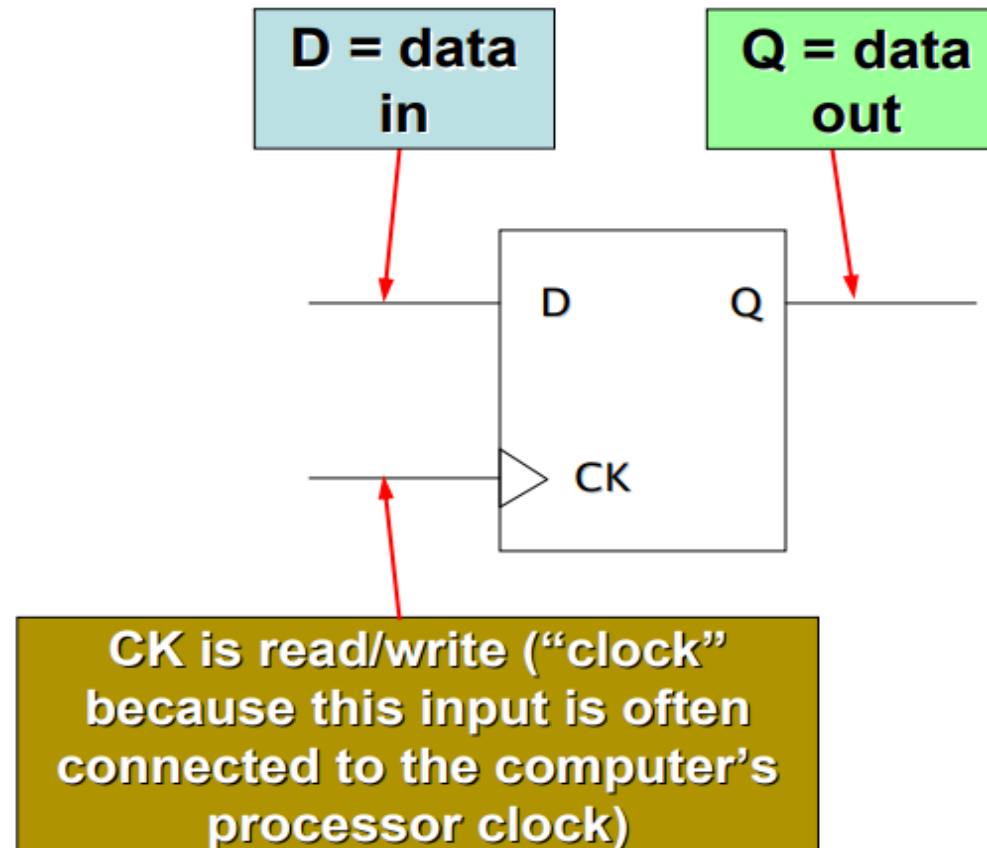 D = data
in
Q = data
out
D
Q
CK
CK is read/write (“clock”
because this input is often
connected to the computer’s
processor clock)